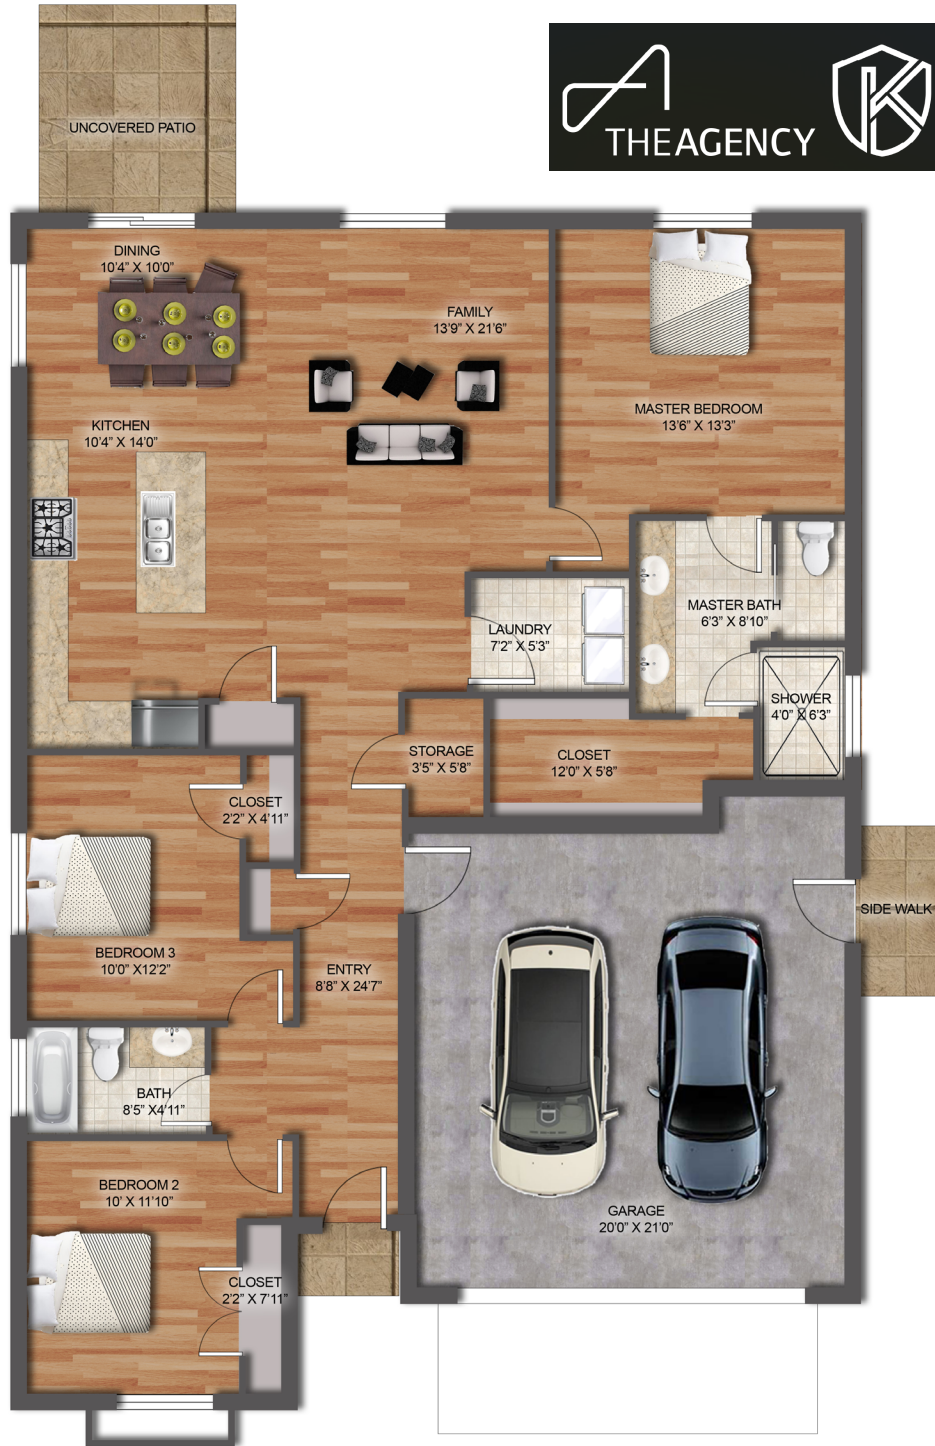 THE AGENCY
UNCOVERED PATIO
DINING
10'4" X 10'0"
FAMILY
13'9" X 21'6"
MASTER BEDROOM
13'6" X 13'3"
KITCHEN
10'4" X 14'0"
MASTER BATH
6'3" X 8'10"
LAUNDRY
7'2" X 5'3"
SHOWER
4'0" X 6'3"
STORAGE
3'5" X 5'8"
CLOSET
12'0" X 5'8"
CLOSET
2'2" X 4'11"
SIDE WALK
BEDROOM 3
10'0" X12'2"
ENTRY
8'8" X 24'7"
BATH
8'5" X4'11"
BEDROOM 2
10' X 11'10"
GARAGE
20'0" X 21'0"
CLOSET
2'2" X 7'11"